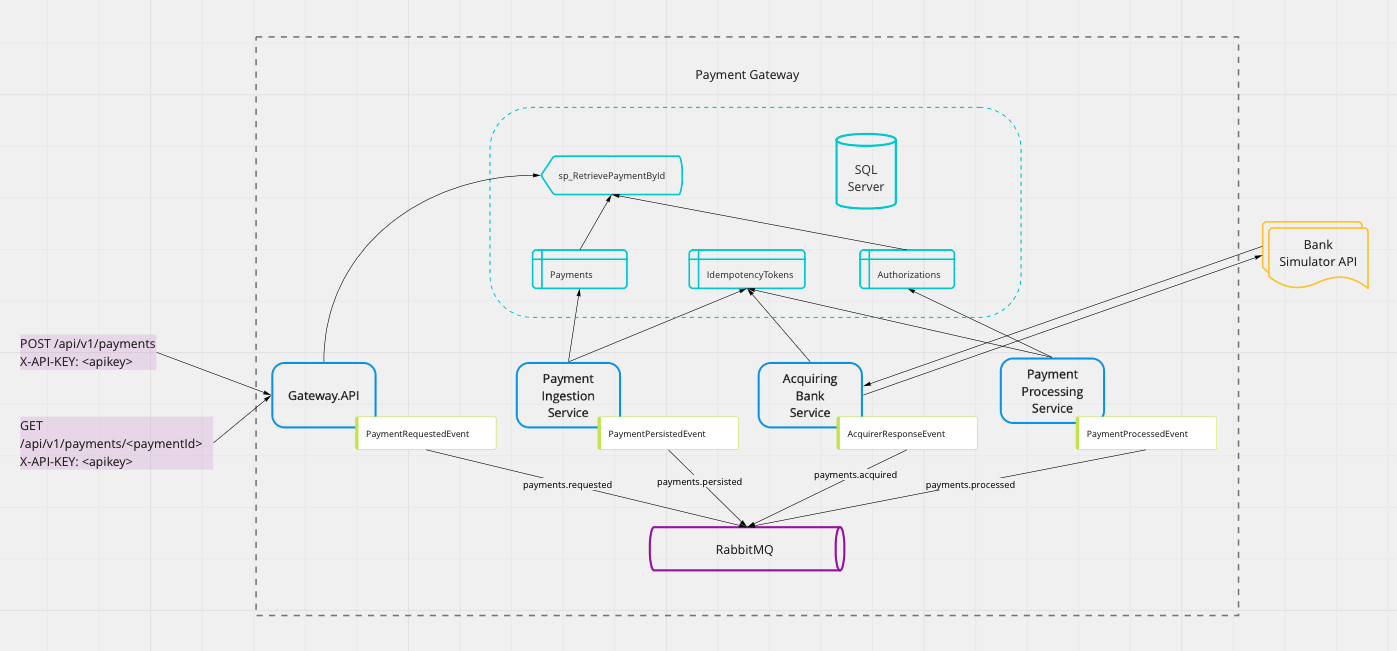 Payment Gateway
sp_RetrievePaymentById
SQL
Server
Payments
IdempotencyTokens
Authorizations
Bank
Simulator API
POST /api/v1/payments
X-API-KEY: <apikey>
GET
/api/v1/payments/<paymentId>
X-API-KEY: <apikey>
Gateway.API
Payment
Ingestion
Service
Acquiring
Bank
Service
Payment
Processing
Service
PaymentRequestedEvent
PaymentPersistedEvent
AcquirerResponseEvent
PaymentProcessedEvent
payments.requested
payments.persisted
payments.acquired
payments.processed
RabbitMQ